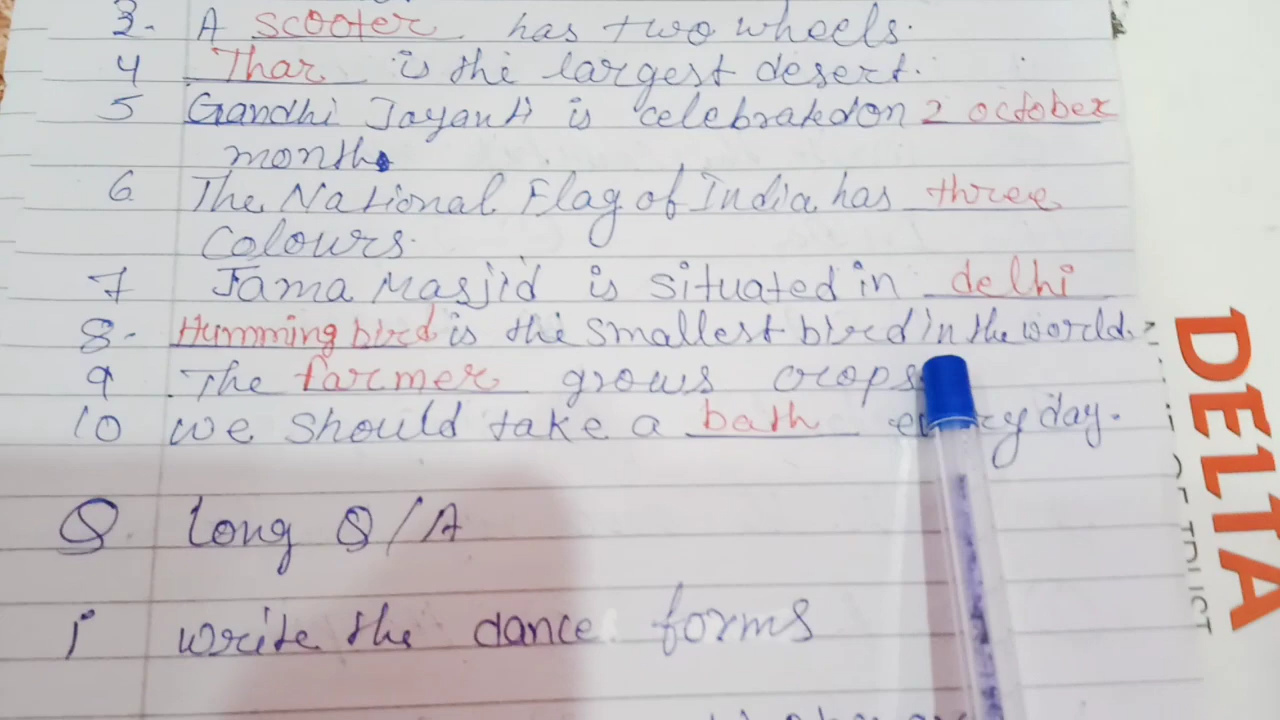 3. A scooter has two wheels.
4 Thar is the largest desert.
5 Gandhi Jayanti is celebrated on 2 october
month.
6. The National Flag of India has three
Colours.
7 Jama Masjid is situated in delhi
8. Humming bird is the smallest bird in the world.
9 The farmer grows crops
10 we should take a bath every day.
Q. long Q/A
i write the dance forms
DELTA